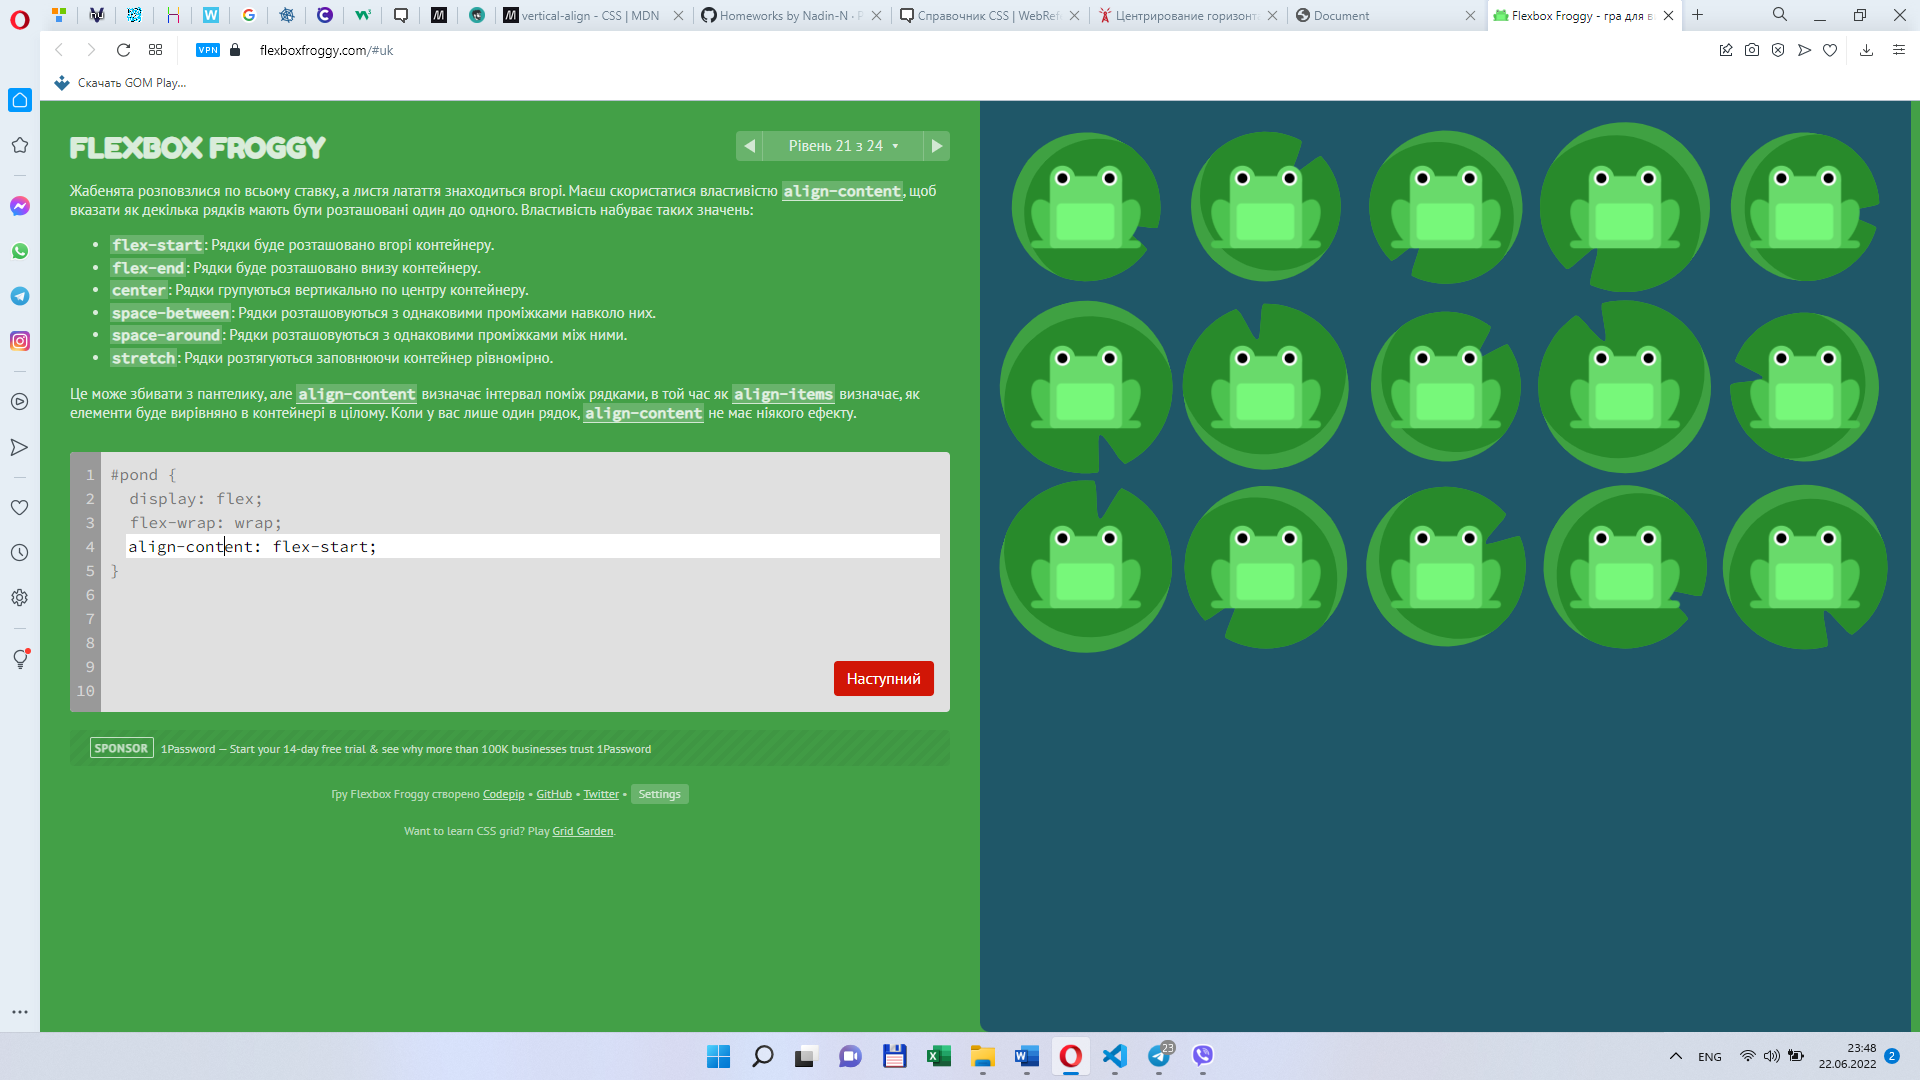 vertical-align - CSS | MDN
Homeworks by Nadin-N · P
Справочник CSS | WebRef
Центрирование горизонт
Document
Flexbox Froggy - гра для в
VPN
flexboxfroggy.com/#uk
Скачать GOM Play...
FLEXBOX FROGGY
Рівень 21 з 24
Жабенята розповзлися по всьому ставку, а листя латаття знаходиться вгорі. Маєш скористатися властивістю align-content, щоб
вказати як декілька рядків мають бути розташовані один до одного. Властивість набуває таких значень:
flex-start: Рядки буде розташовано вгорі контейнеру.
flex-end: Рядки буде розташовано внизу контейнеру.
center: Рядки групуються вертикально по центру контейнеру.
space-between: Рядки розташовуються з однаковими проміжками навколо них.
space-around: Рядки розташовуються з однаковими проміжками між ними.
stretch: Рядки розтягуються заповнюючи контейнер рівномірно.
Це може збивати з пантелику, але align-content визначає інтервал поміж рядками, в той час як align-items визначає, як
елементи буде вирівняно в контейнері в цілому. Коли у вас лише один рядок, align-content не має ніякого ефекту.
1 #pond {
2 display: flex;
3 flex-wrap: wrap;
4 align-content: flex-start;
5 }
6
7
8
9
10
Наступний
SPONSOR 1Password — Start your 14-day free trial & see why more than 100K businesses trust 1Password
Гру Flexbox Froggy створено Codepip • GitHub • Twitter • Settings
Want to learn CSS grid? Play Grid Garden.
23
ENG
23:48
22.06.2022
2